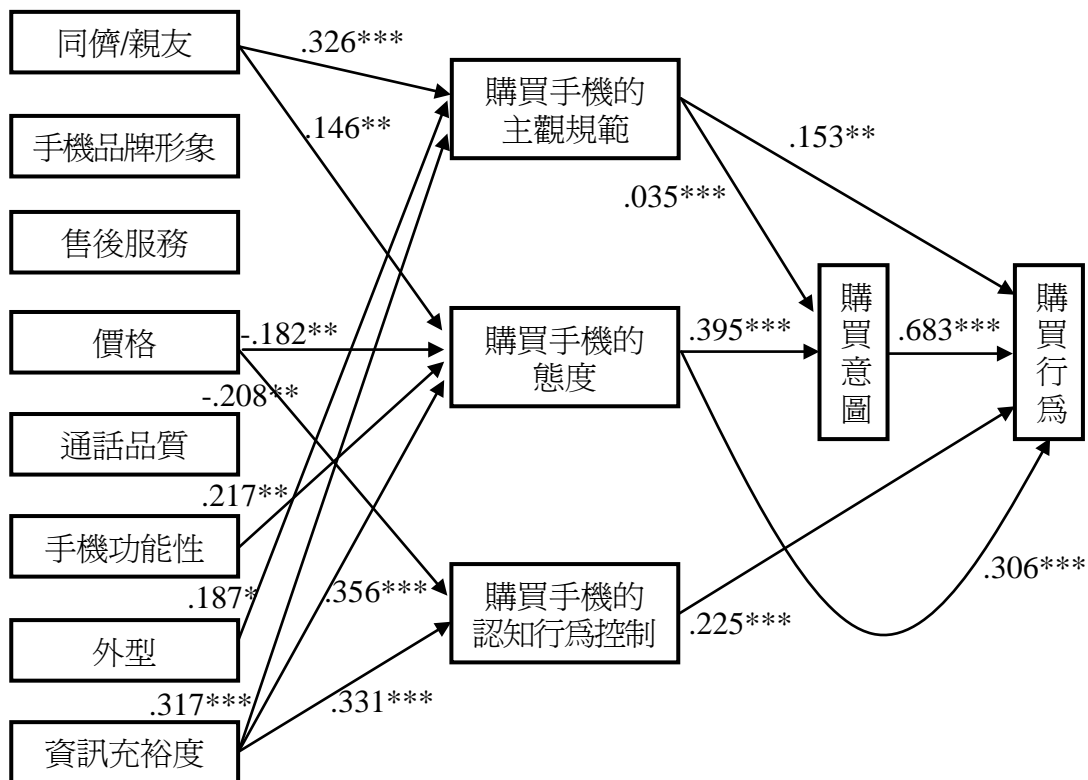 同儕/親友
.326***
購買手機的
主觀規範
.146**
手機品牌形象
.153**
.035***
售後服務
價格
-.182**
購買手機的
態度
.395***
購買意圖
.683***
購買行為
-.208**
通話品質
.217**
手機功能性
.187*
.356***
購買手機的
認知行為控制
.225***
.306***
外型
.317***
.331***
資訊充裕度